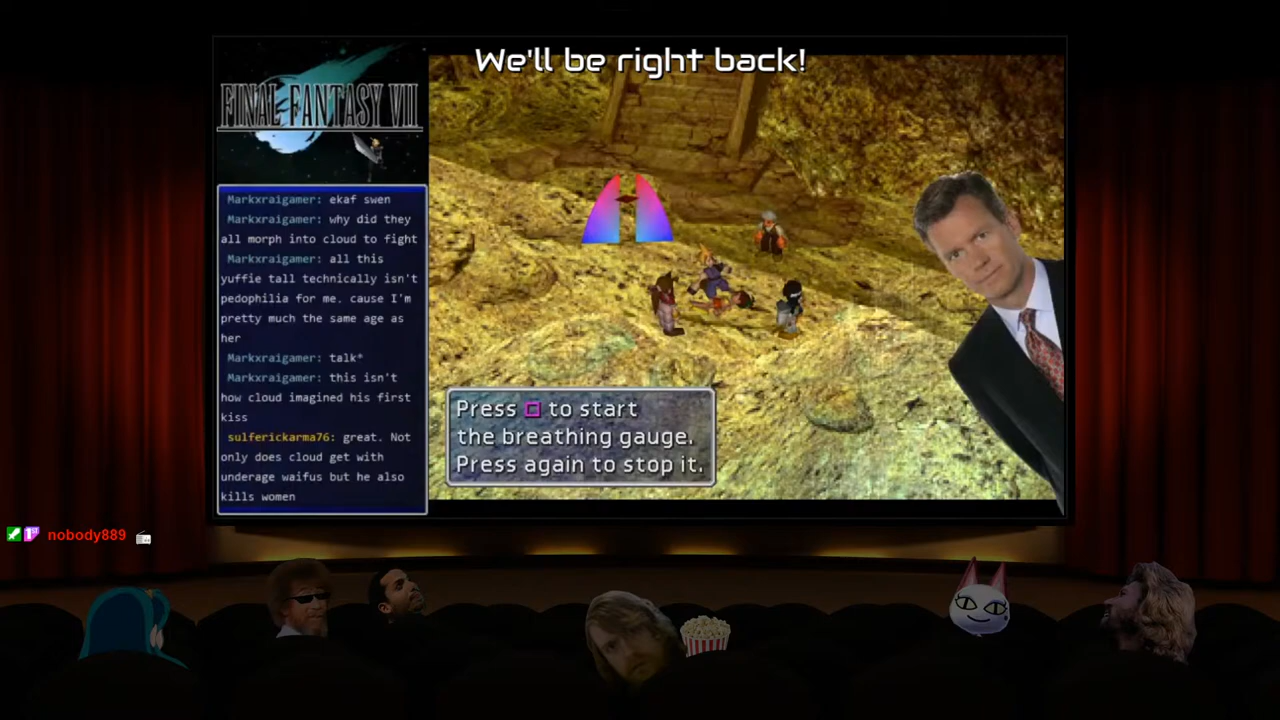 We'll be right back!
FINAL FANTASY VII
Markxraigamer: ekaf swen
Markxraigamer: why did they
all morph into cloud to fight
Markxraigamer: all this
yuffie tall technically isn't
pedophilia for me. cause I'm
pretty much the same age as
her
Markxraigamer: talk*
Markxraigamer: this isn't
how cloud imagined his first
kiss
sulferickarma76: great. Not
only does cloud get with
underage waifus but he also
kills women
Press □ to start
the breathing gauge.
Press again to stop it.
1ST nobody889